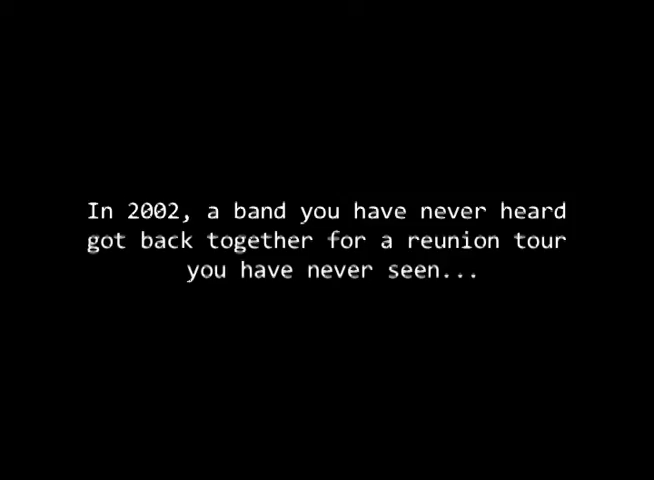 In 2002, a band you have never heard
got back together for a reunion tour
you have never seen...